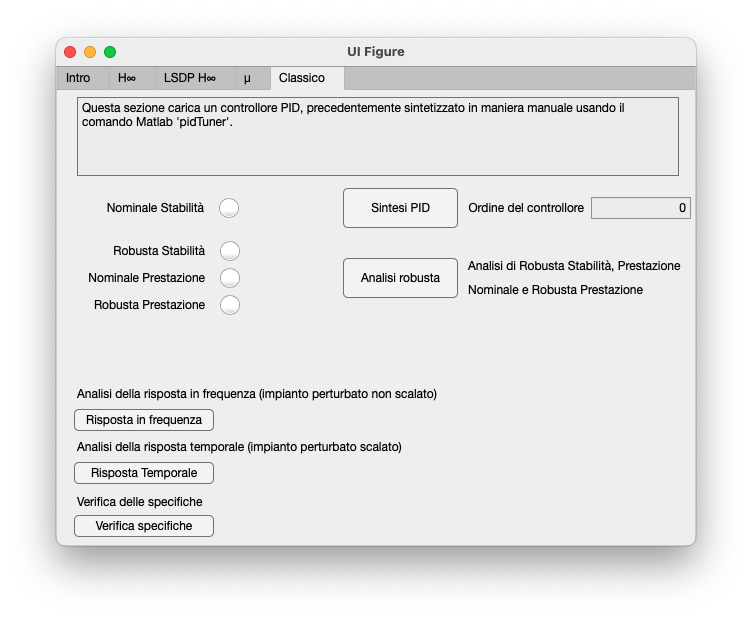 UI Figure
Intro H∞ LSDP H∞ µ Classico
Questa sezione carica un controllore PID, precedentemente sintetizzato in maniera manuale usando il
comando Matlab 'pidTuner'.
Nominale Stabilità
Sintesi PID
Ordine del controllore 0
Robusta Stabilità
Nominale Prestazione
Robusta Prestazione
Analisi robusta
Analisi di Robusta Stabilità, Prestazione
Nominale e Robusta Prestazione
Analisi della risposta in frequenza (impianto perturbato non scalato)
Risposta in frequenza
Analisi della risposta temporale (impianto perturbato scalato)
Risposta Temporale
Verifica delle specifiche
Verifica specifiche